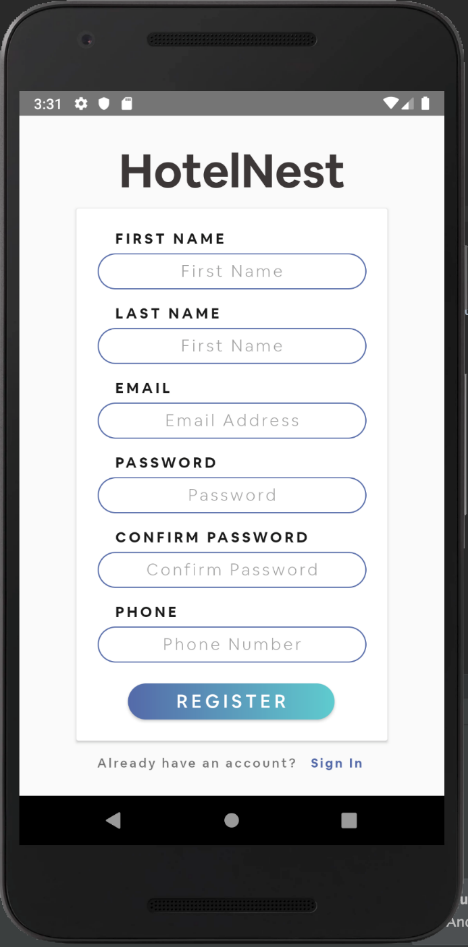 3:31
HotelNest
FIRST NAME
First Name
LAST NAME
First Name
EMAIL
Email Address
PASSWORD
Password
CONFIRM PASSWORD
Confirm Password
PHONE
Phone Number
REGISTER
Already have an account? Sign In